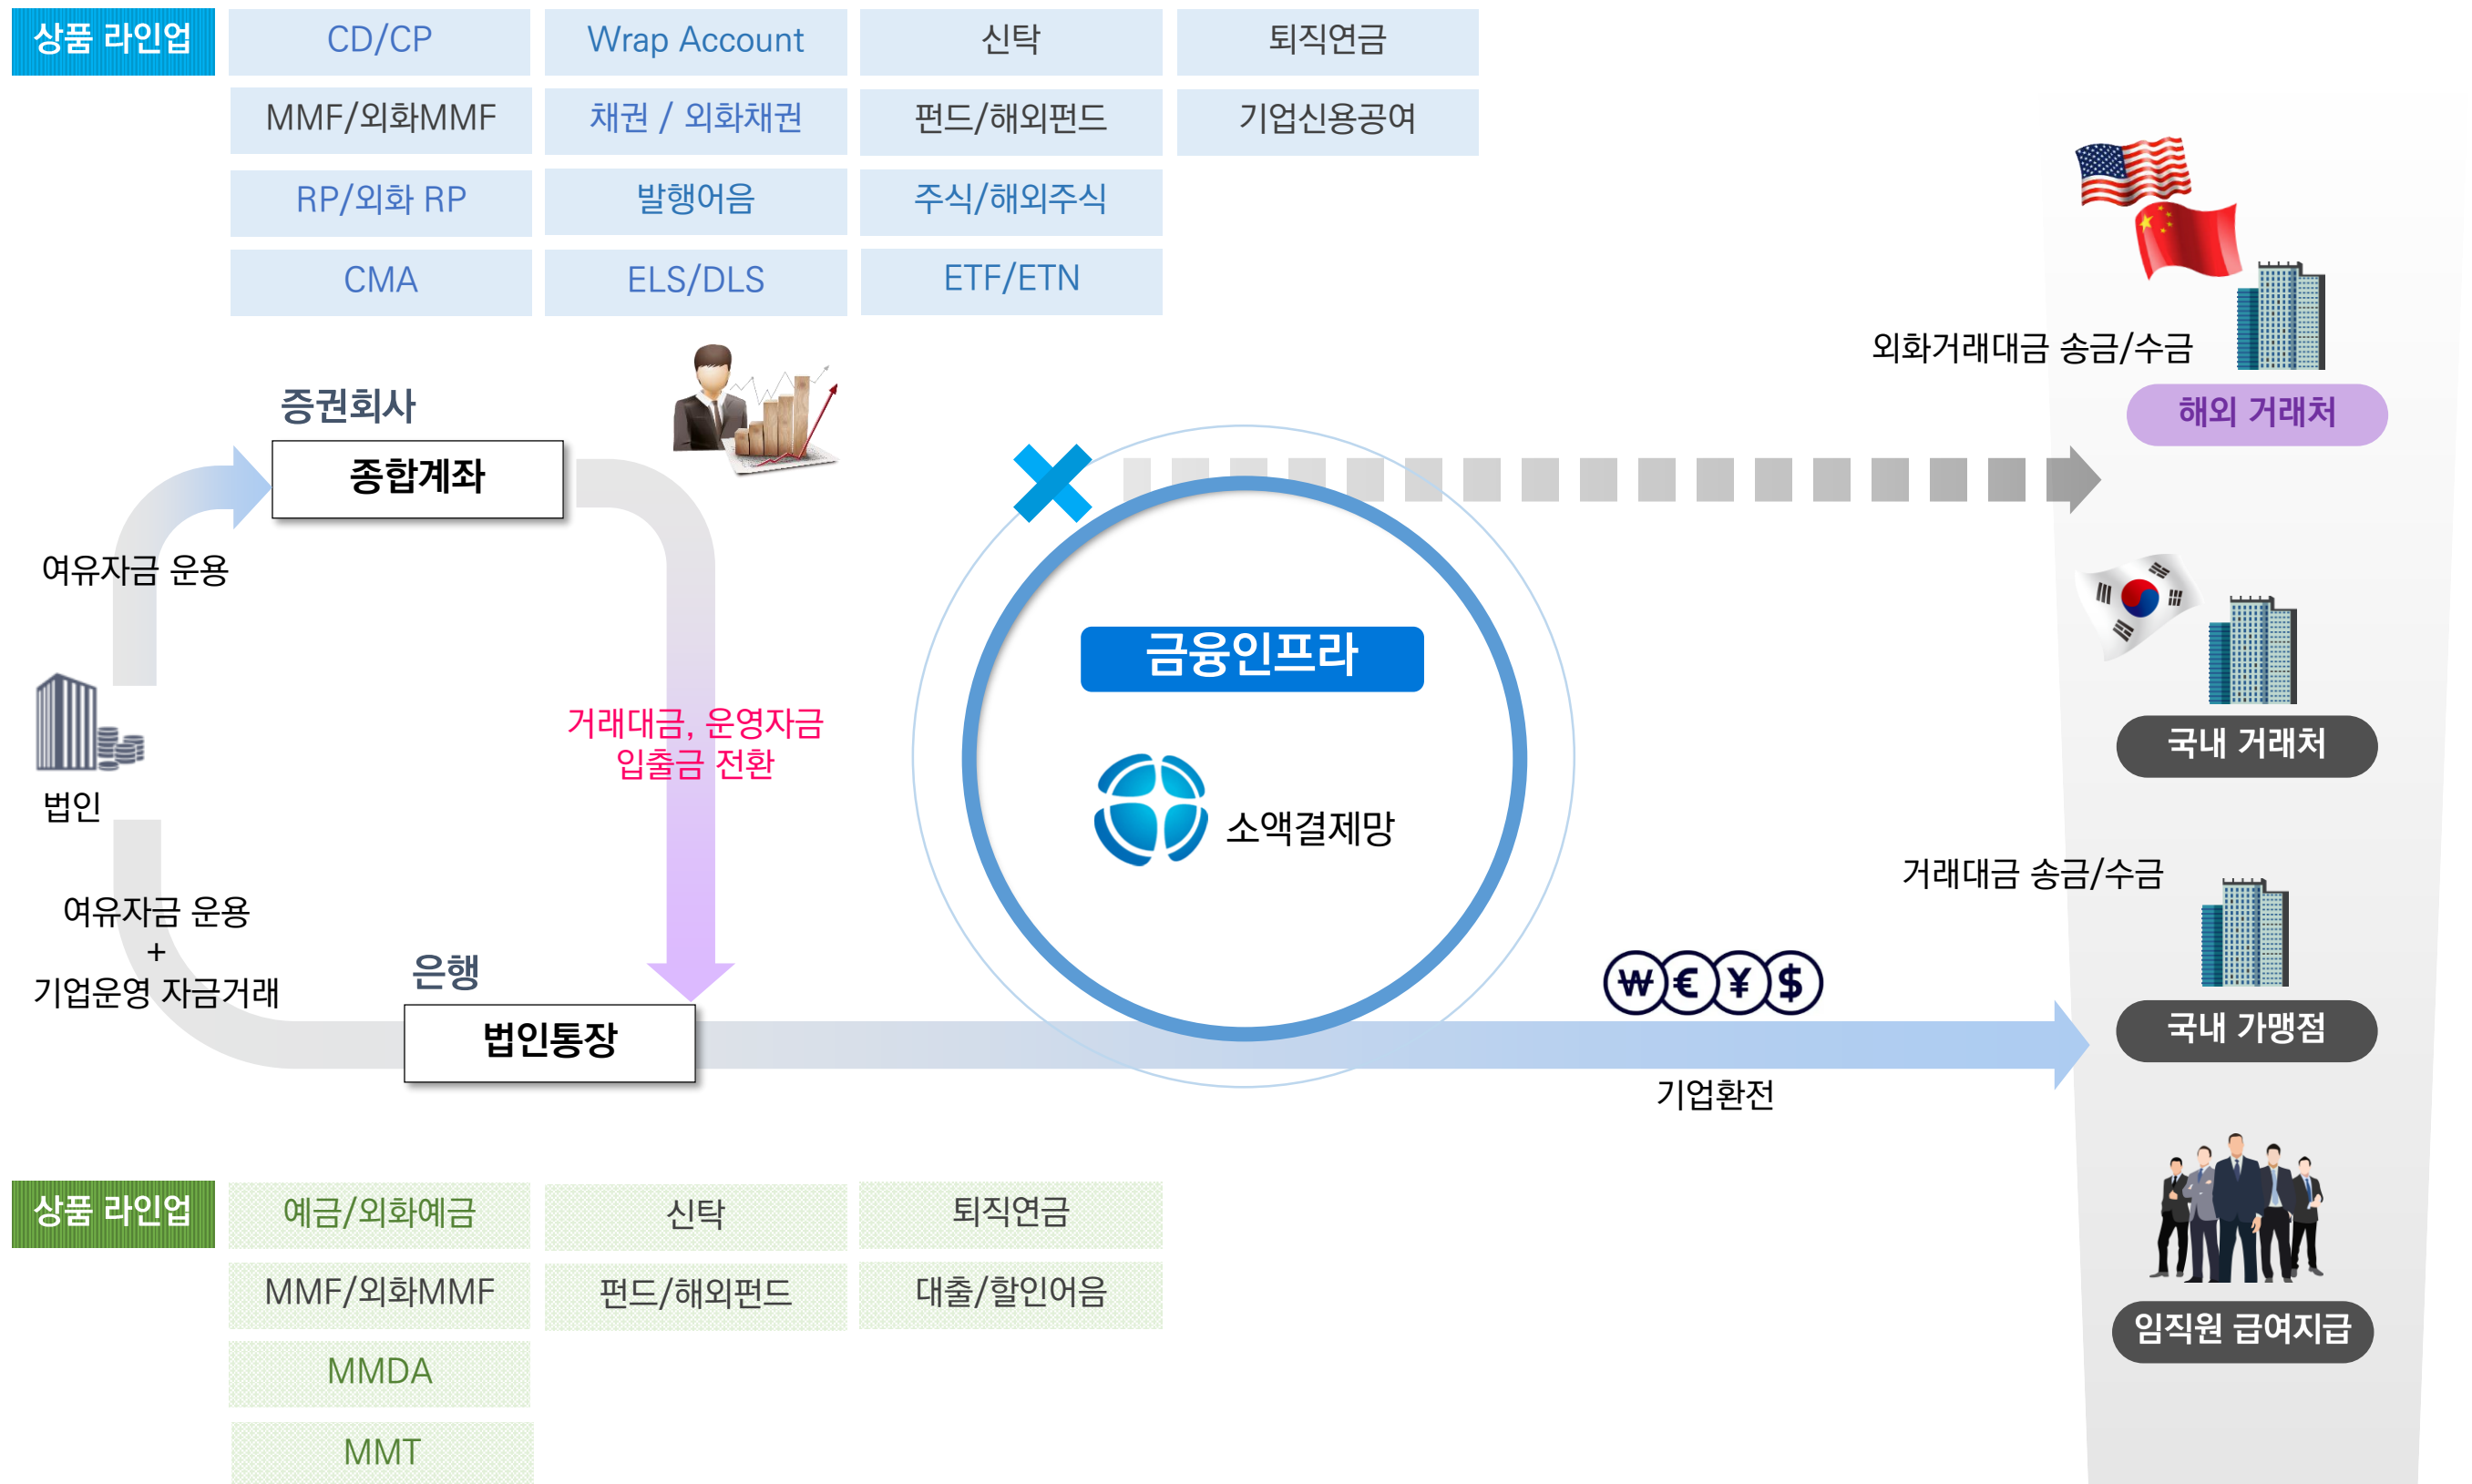 상품 라인업
CD/CP
Wrap Account
신탁
퇴직연금
MMF/외화MMF
채권 / 외화채권
펀드/해외펀드
기업신용공여
RP/외화 RP
발행어음
주식/해외주식
CMA
ELS/DLS
ETF/ETN
외화거래대금 송금/수금
해외 거래처
증권회사
종합계좌
여유자금 운용
금융인프라
거래대금, 운영자금
입출금 전환
국내 거래처
법인
소액결제망
거래대금 송금/수금
여유자금 운용
+
기업운영 자금거래
은행
법인통장
₩ € ¥ $
국내 가맹점
기업환전
상품 라인업
예금/외화예금
신탁
퇴직연금
MMF/외화MMF
펀드/해외펀드
대출/할인어음
MMDA
임직원 급여지급
MMT